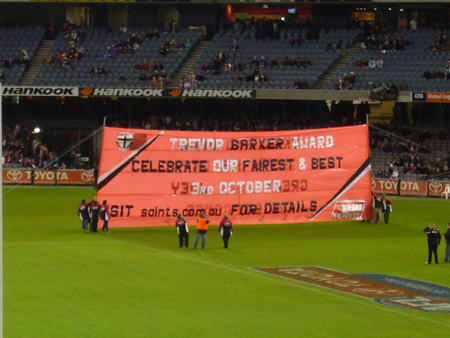 HANKOOK HANKOOK HANKOOK
TREVOR BARKER AWARD
CELEBRATE OUR FAIREST & BEST
3RD OCTOBER
SIT saints.com.au FOR DETAILS
TOYOTA TOYOTA